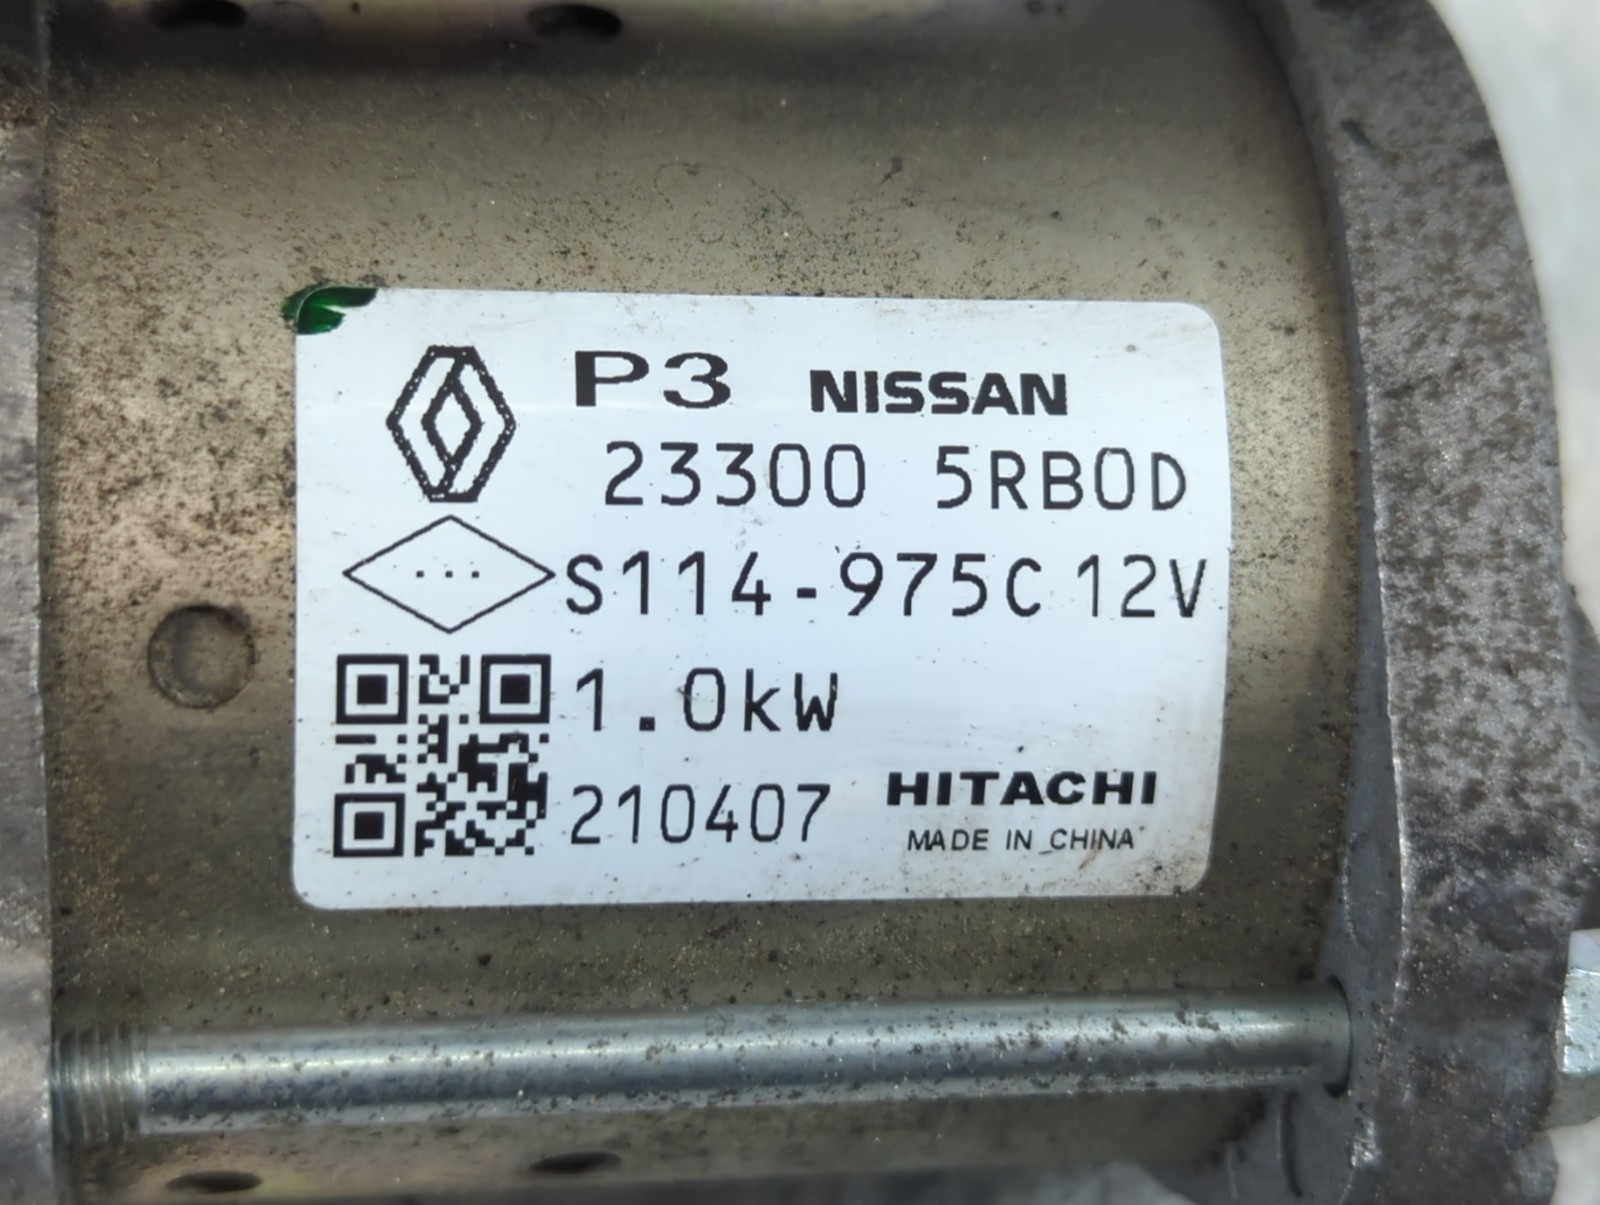 P3 NISSAN
23300 5RB0D
... S114-975C 12V
1.0kW
210407 HITACHI
MADE IN CHINA